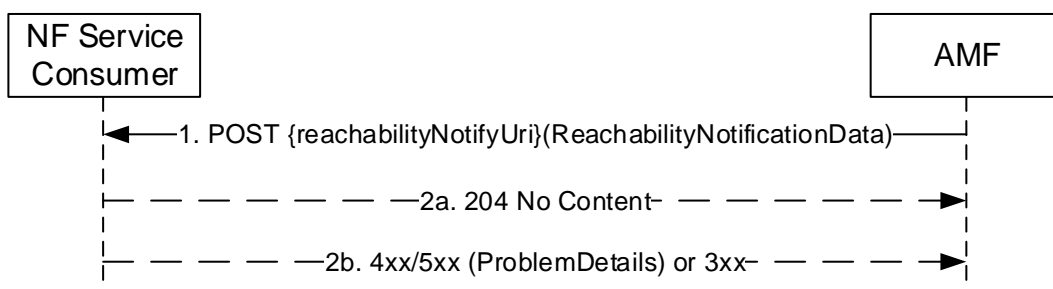 NF Service
Consumer
AMF
1. POST {reachabilityNotifyUri}(ReachabilityNotificationData)
2a. 204 No Content
2b. 4xx/5xx (ProblemDetails) or 3xx